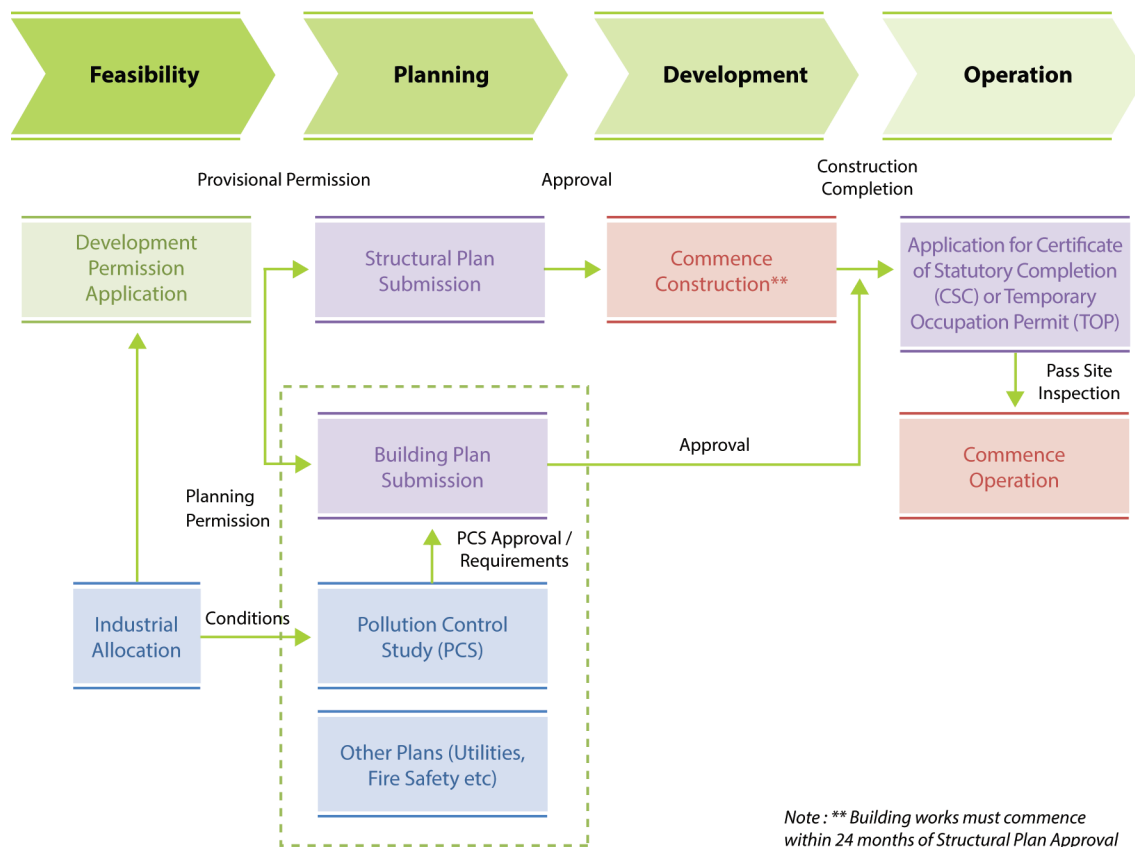 Feasibility
Planning
Development
Operation
Provisional Permission
Approval
Construction
Completion
Development
Permission
Application
Structural Plan
Submission
Commence
Construction**
Application for Certificate
of Statutory Completion
(CSC) or Temporary
Occupation Permit (TOP)
Pass Site
Inspection
Building Plan
Submission
Approval
Commence
Operation
Planning
Permission
PCS Approval /
Requirements
Industrial
Allocation
Conditions
Pollution Control
Study (PCS)
Other Plans (Utilities,
Fire Safety etc)
Note : ** Building works must commence
within 24 months of Structural Plan Approval